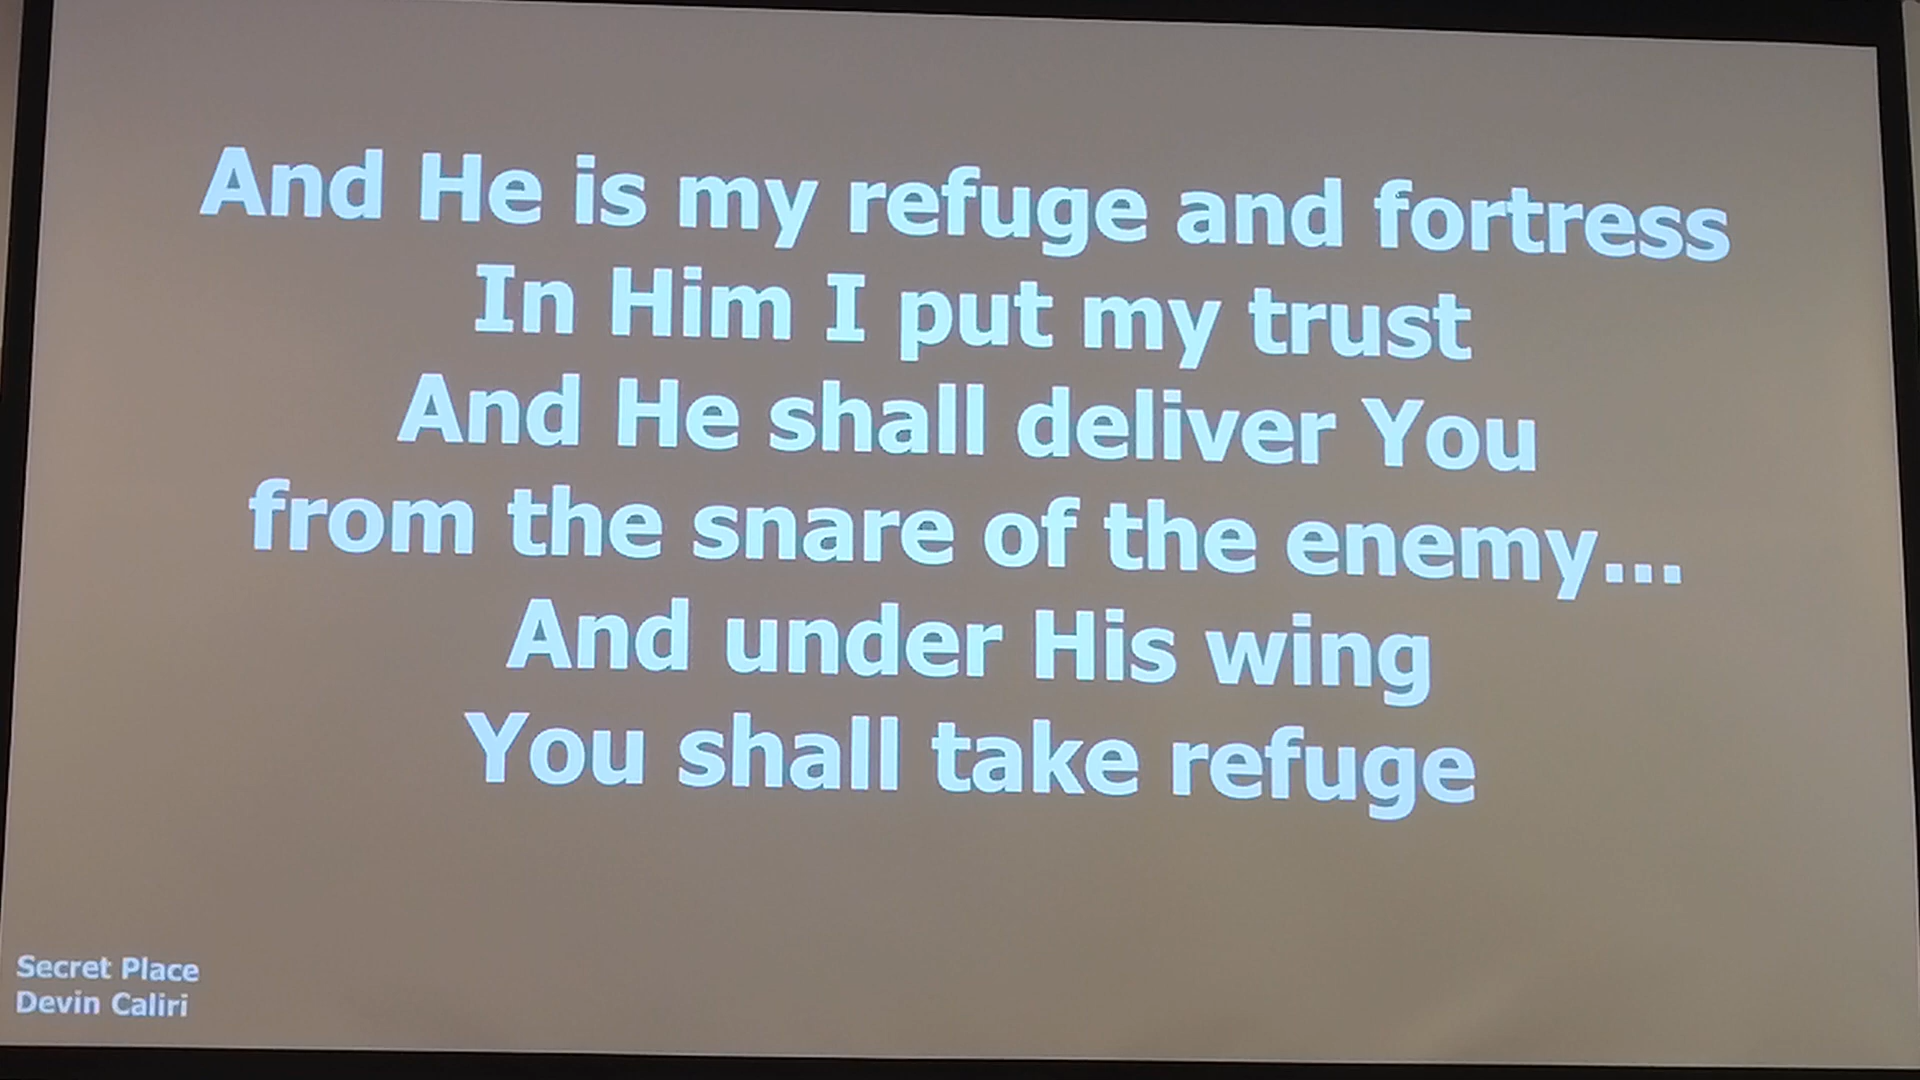 And He is my refuge and fortress
In Him I put my trust
And He shall deliver You
from the snare of the enemy...
And under His wing
You shall take refuge
Secret Place
Devin Caliri